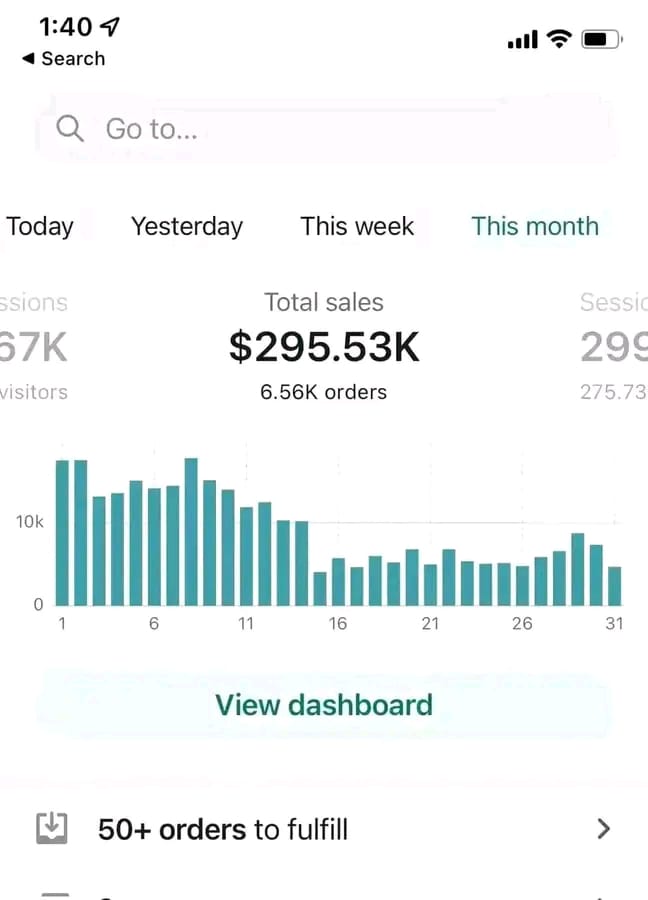 1:40
◀ Search
Go to...
Today Yesterday This week This month
ssions Total sales Sessio
67K $295.53K 299
visitors 6.56K orders 275.73
10k
0
1 6 11 16 21 26 31
View dashboard
50+ orders to fulfill